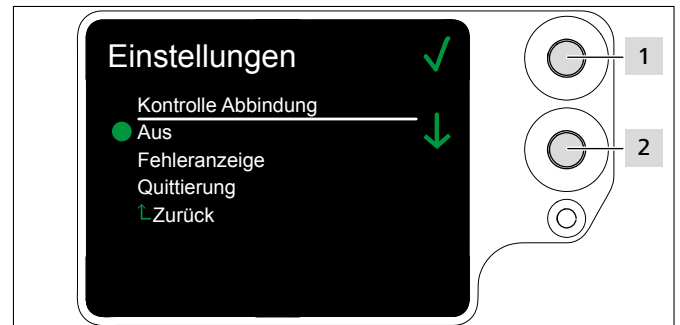 Einstellungen
Kontrolle Abbindung
Aus
Fehleranzeige
Quittierung
Zurück
1
2